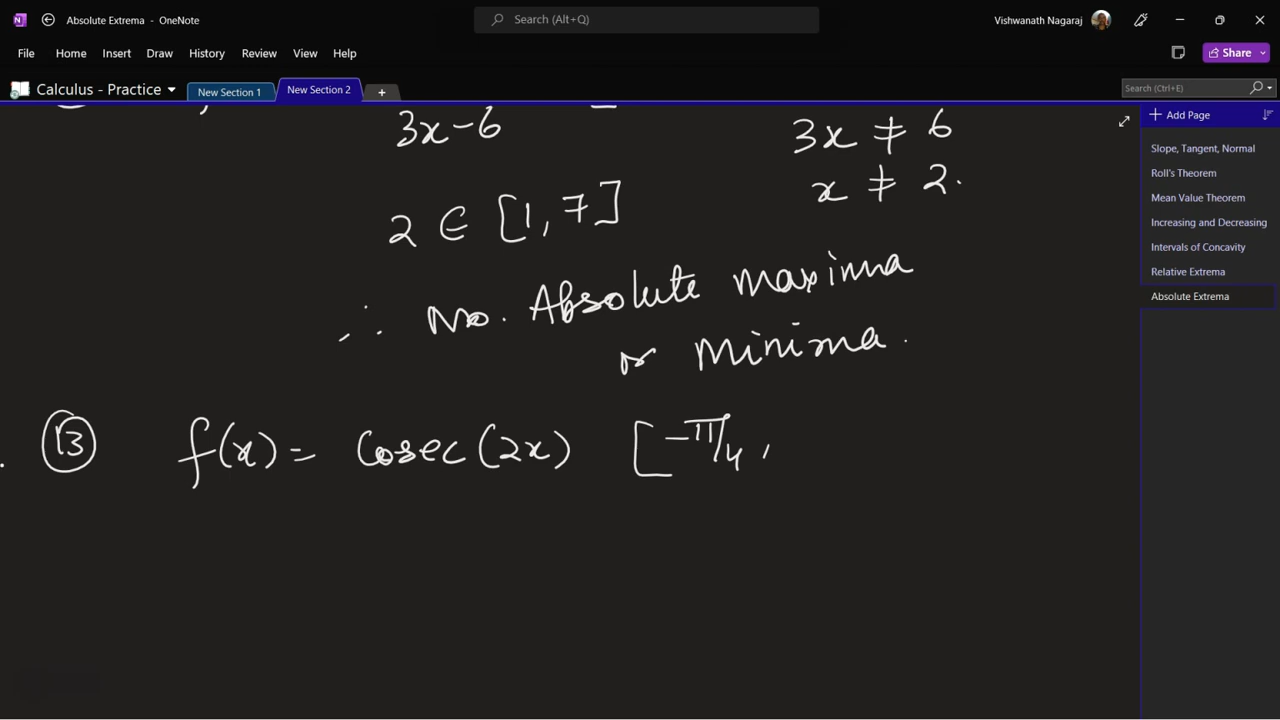 Absolute Extrema - OneNote
Search (Alt+Q)
Vishwanath Nagaraj
File Home Insert Draw History Review View Help
Share
Calculus - Practice
New Section 1
New Section 2
+
Search (Ctrl+E)
Add Page
Slope, Tangent, Normal
Roll's Theorem
Mean Value Theorem
Increasing and Decreasing
Intervals of Concavity
Relative Extrema
Absolute Extrema
3x-6
3x ≠ 6
x ≠ 2.
2 ∈ [1, 7]
∴ No. Absolute maxima
or Minima.
13 f(x) = Cosec(2x) [-π/4 ,